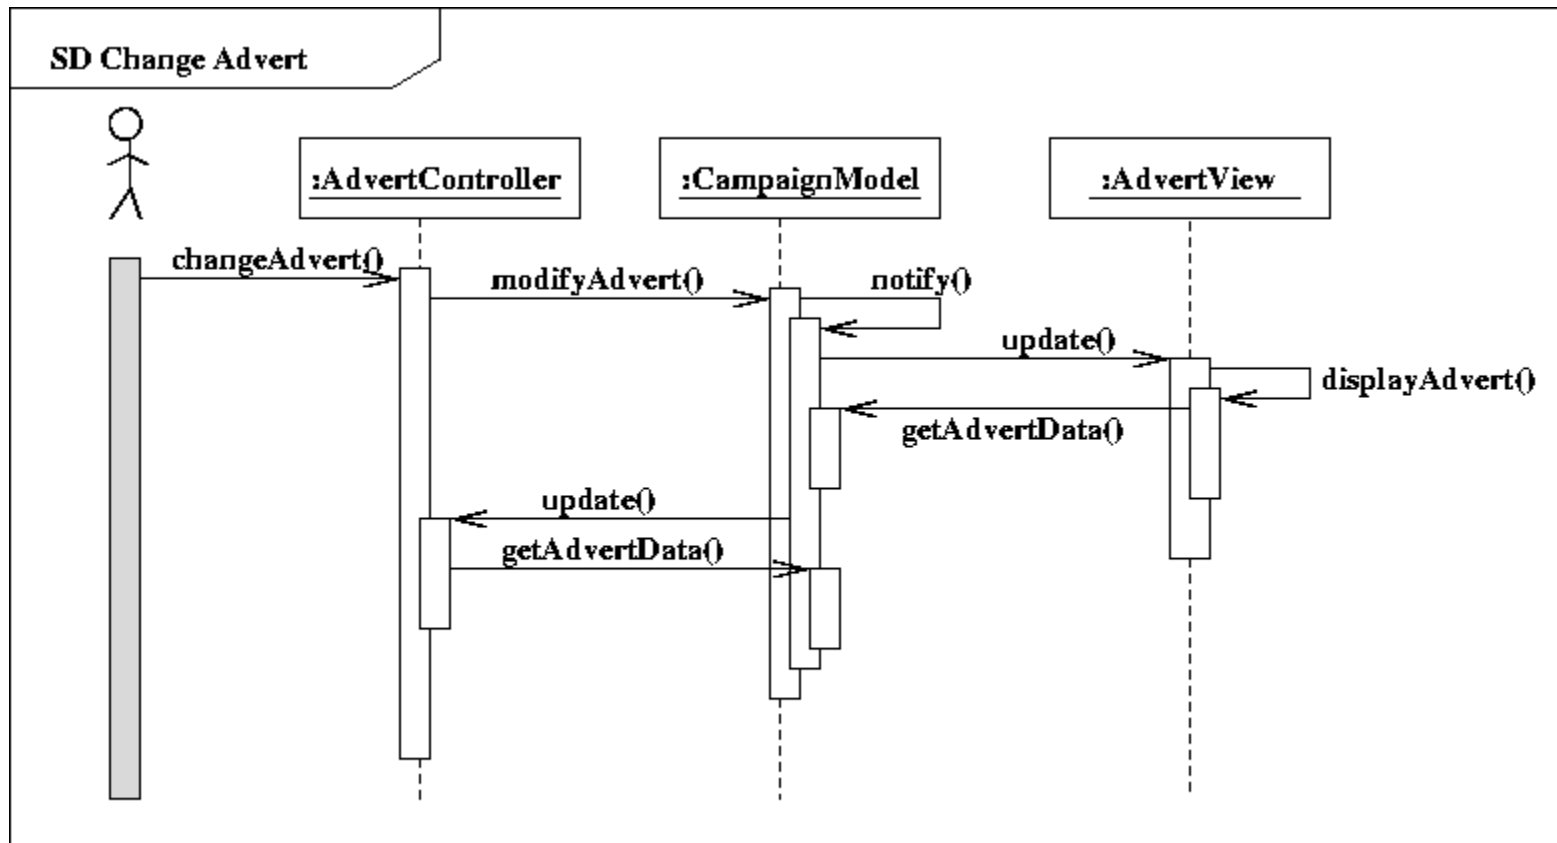 SD Change Advert
:AdvertController
:CampaignModel
:AdvertView
changeAdvert()
modifyAdvert()
notify()
update()
displayAdvert()
getAdvertData()
update()
getAdvertData()